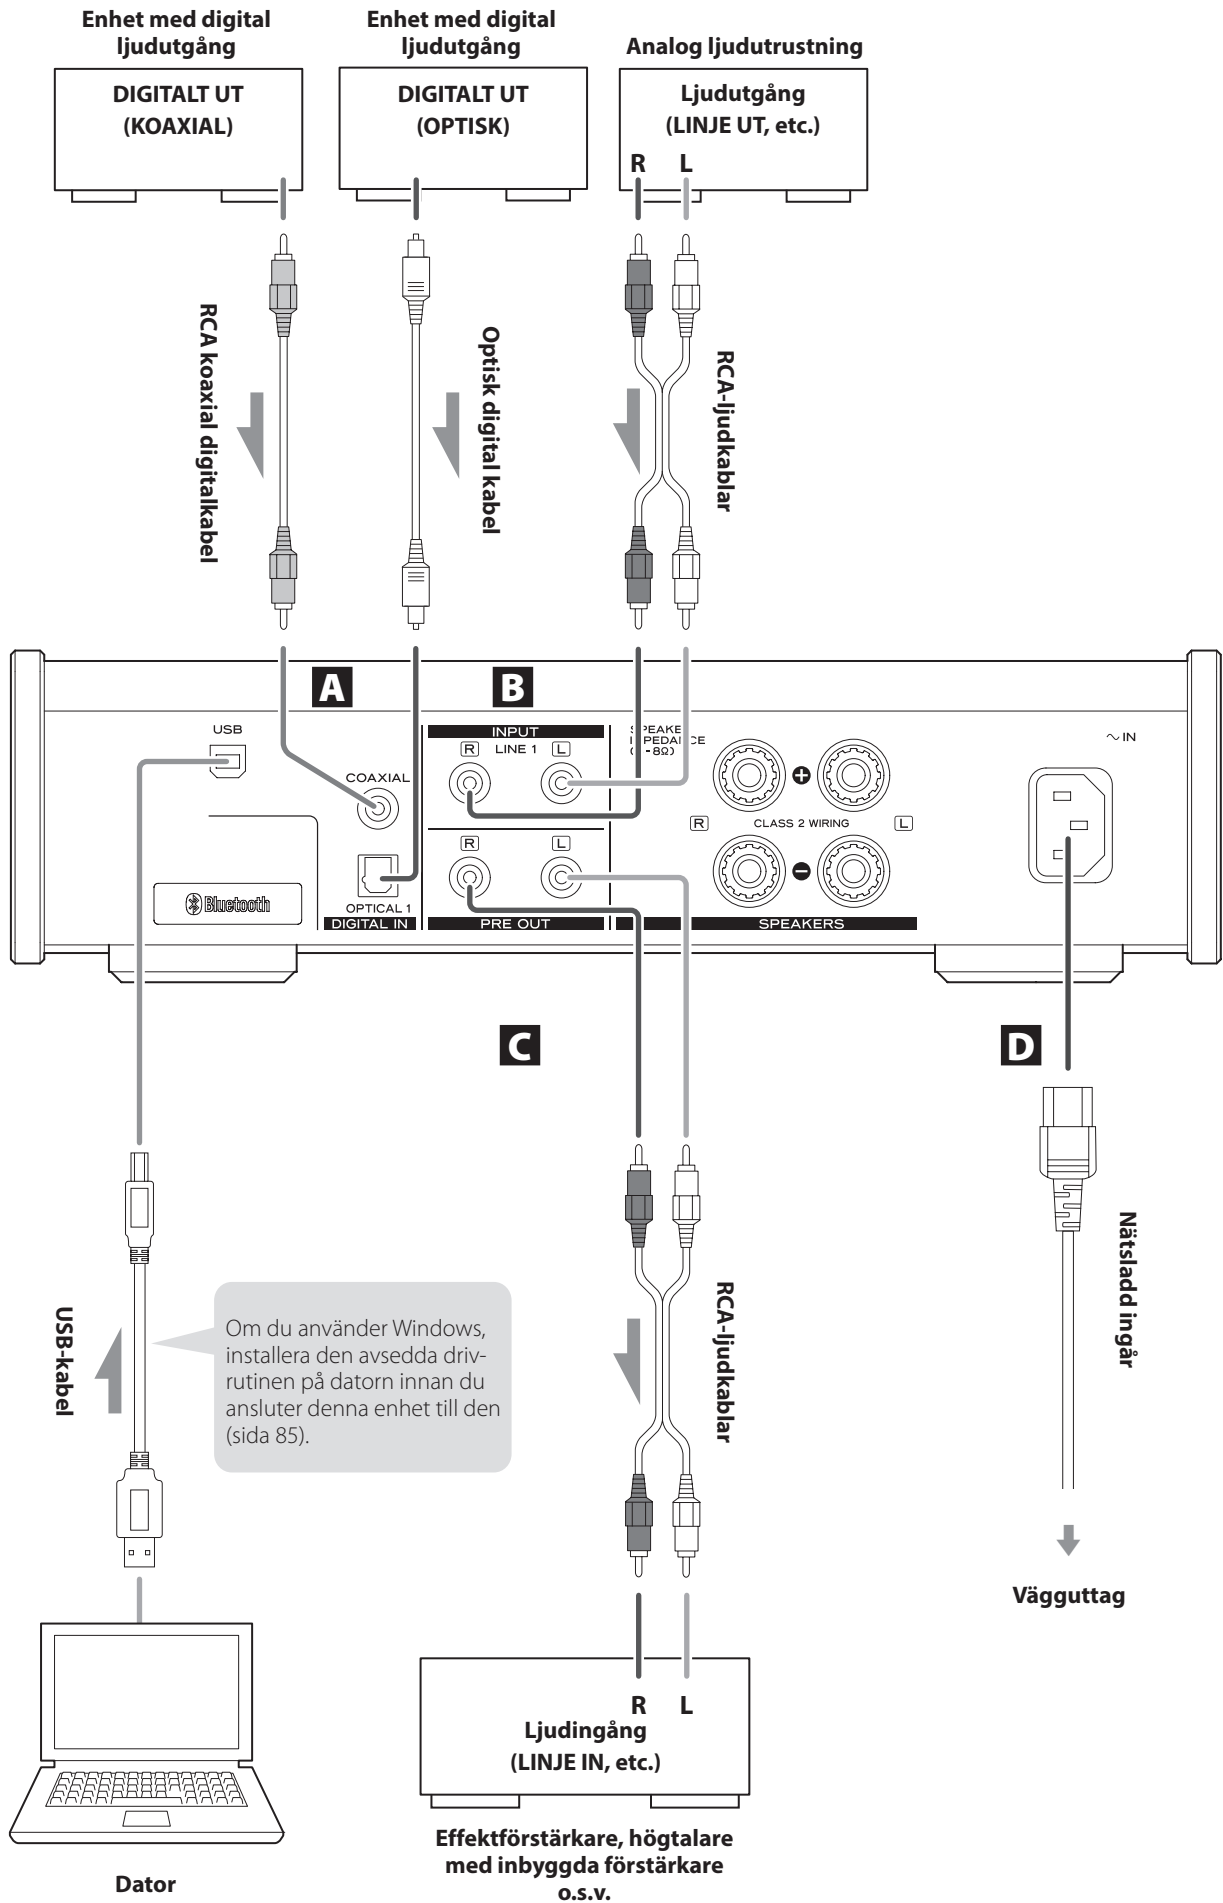 Enhet med digital
ljudutgång
Enhet med digital
ljudutgång
Analog ljudutrustning
DIGITALT UT
(KOAXIAL)
DIGITALT UT
(OPTISK)
Ljudutgång
(LINJE UT, etc.)
R L
RCA koaxial digitalkabel
Optisk digital kabel
RCA-ljudkablar
A
B
USB
COAXIAL
OPTICAL 1
DIGITAL IN
Bluetooth
INPUT
R LINE 1 L
R L
PRE OUT
CLASS 2 WIRING
R L
SPEAKERS
~ IN
C
D
USB-kabel
Om du använder Windows,
installera den avsedda driv-
rutinen på datorn innan du
ansluter denna enhet till den
(sida 85).
RCA-ljudkablar
Nätsladd ingår
Vägguttag
R L
Ljudingång
(LINJE IN, etc.)
Effektförstärkare, högtalare
med inbyggda förstärkare
o.s.v.
Dator